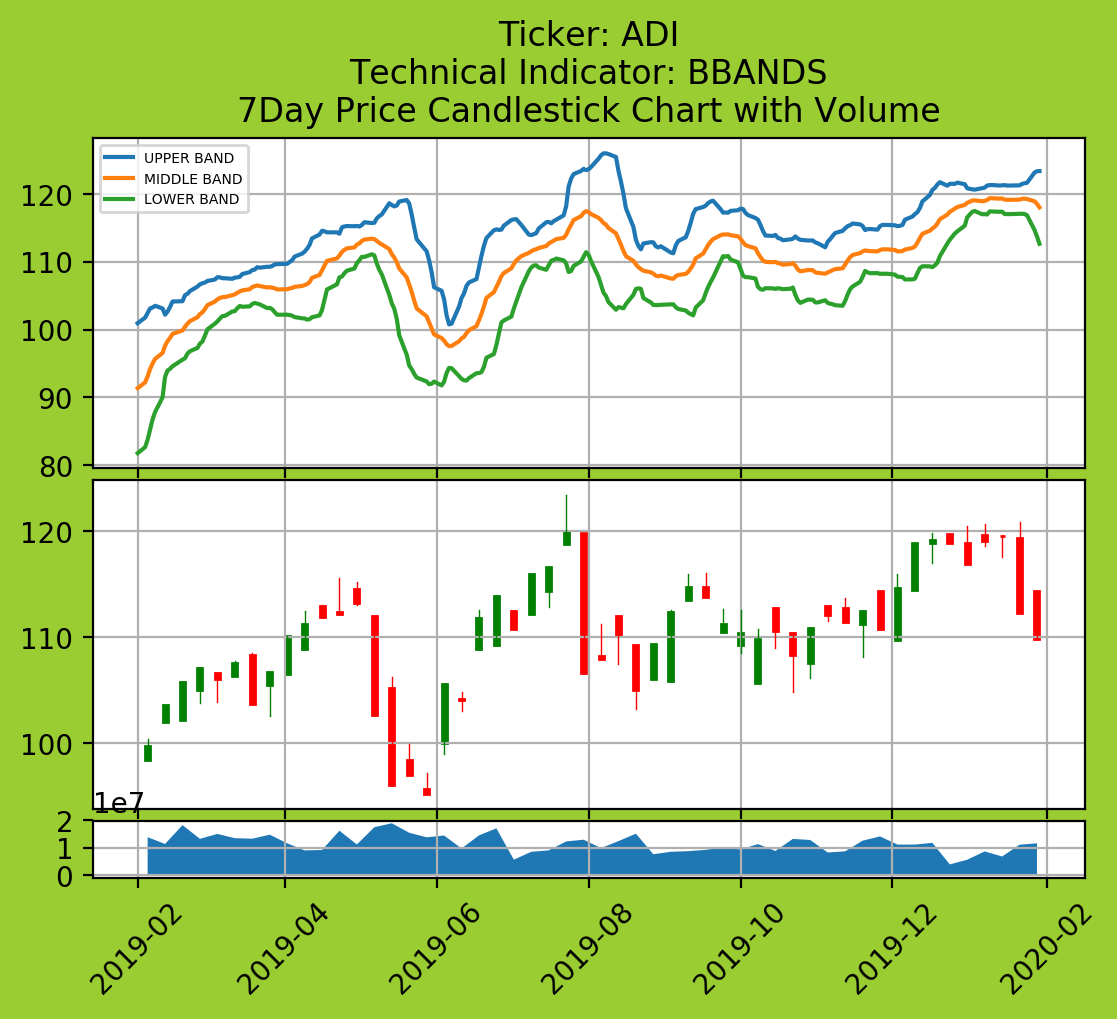 Ticker: ADI
Technical Indicator: BBANDS
7Day Price Candlestick Chart with Volume
UPPER BAND
MIDDLE BAND
LOWER BAND
120
110
100
90
80
120
110
100
1e7
2
1
0
2019-02
2019-04
2019-06
2019-08
2019-10
2019-12
2020-02